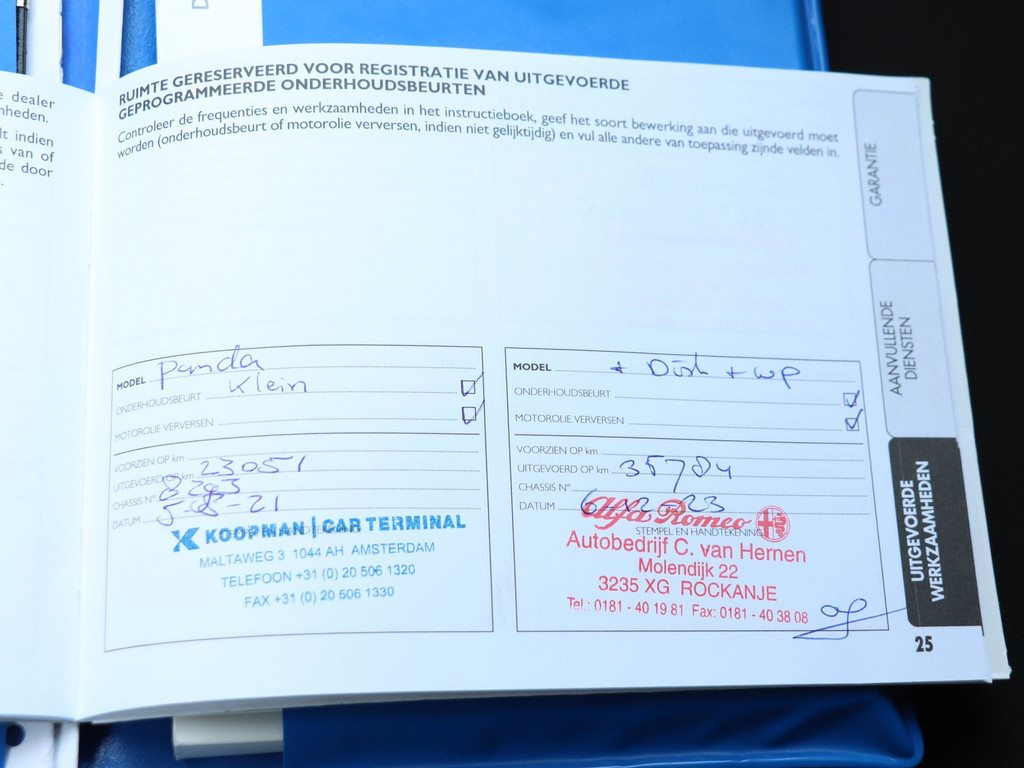 e dealer
nheden.
lt indien
s van of
de door
RUIMTE GERESERVEERD VOOR REGISTRATIE VAN UITGEVOERDE
GEPROGRAMMEERDE ONDERHOUDSBEURTEN
Controleer de frequenties en werkzaamheden in het instructieboek, geef het soort bewerking aan die uitgevoerd moet
worden (onderhoudsbeurt of motorolie verversen, indien niet gelijktijdig) en vul alle andere van toepassing zijnde velden in.
MODEL Panda
ONDERHOUDSBEURT Klein
MOTOROLIE VERVERSEN
VOORZIEN OP km
UITGEVOERD OP km 23051
CHASSIS N°
DATUM
KOOPMAN | CAR TERMINAL
MALTAWEG 3 1044 AH AMSTERDAM
TELEFOON +31 (0) 20 506 1320
FAX +31 (0) 20 506 1330
MODEL + Dist + wp
ONDERHOUDSBEURT
MOTOROLIE VERVERSEN
VOORZIEN OP km
UITGEVOERD OP km 35784
CHASSIS N°
DATUM
Alfa Romeo
STEMPEL EN HANDTEKENING
Autobedrijf C. van Hernen
Molendijk 22
3235 XG ROCKANJE
Tel.: 0181 - 40 19 81 Fax: 0181 - 40 38 08
GARANTIE
AANVULLENDE
DIENSTEN
UITGEVOERDE
WERKZAAMHEDEN
25